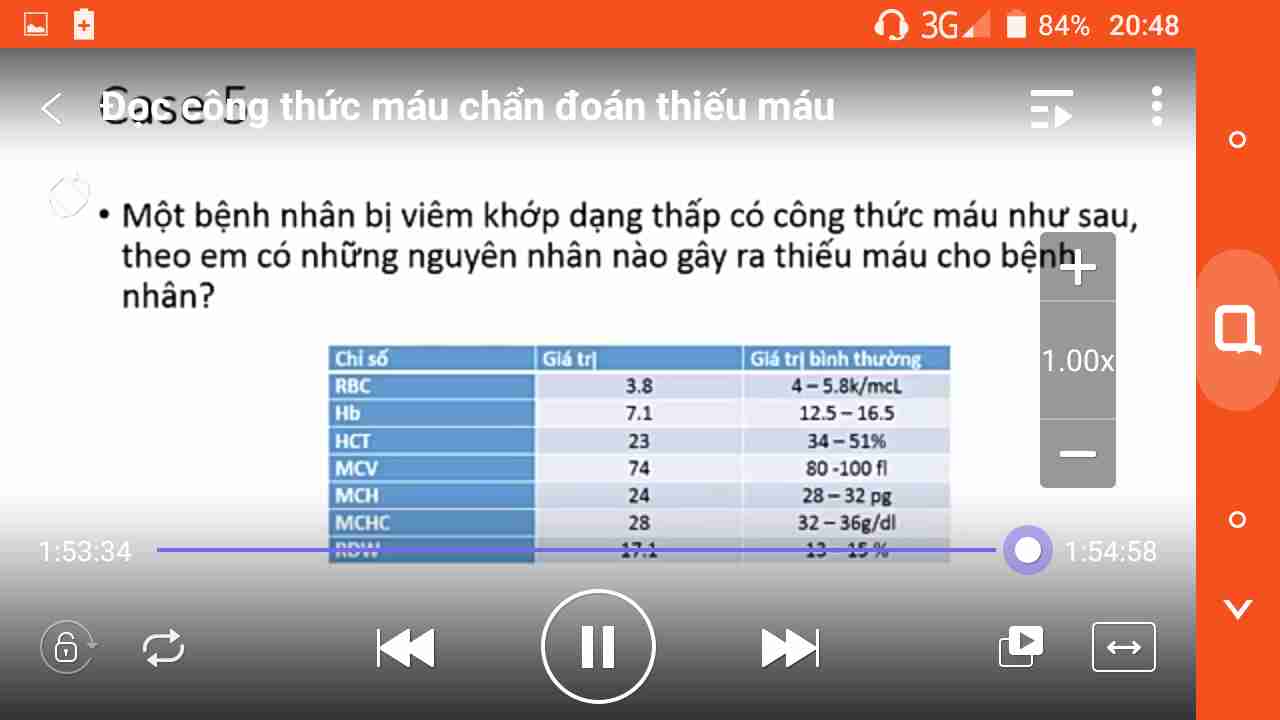 3G 84% 20:48
Case 5
Đọc công thức máu chẩn đoán thiếu máu
• Một bệnh nhân bị viêm khớp dạng thấp có công thức máu như sau,
theo em có những nguyên nhân nào gây ra thiếu máu cho bệnh
nhân?
+
1.00x
Chỉ số Giá trị Giá trị bình thường
RBC 3.8 4 – 5.8k/mcL
Hb 7.1 12.5 – 16.5
HCT 23 34 – 51%
MCV 74 80 -100 fl
MCH 24 28 – 32 pg
MCHC 28 32 – 36g/dl
RDW 17.1 13 – 15 %
1:53:34 1:54:58